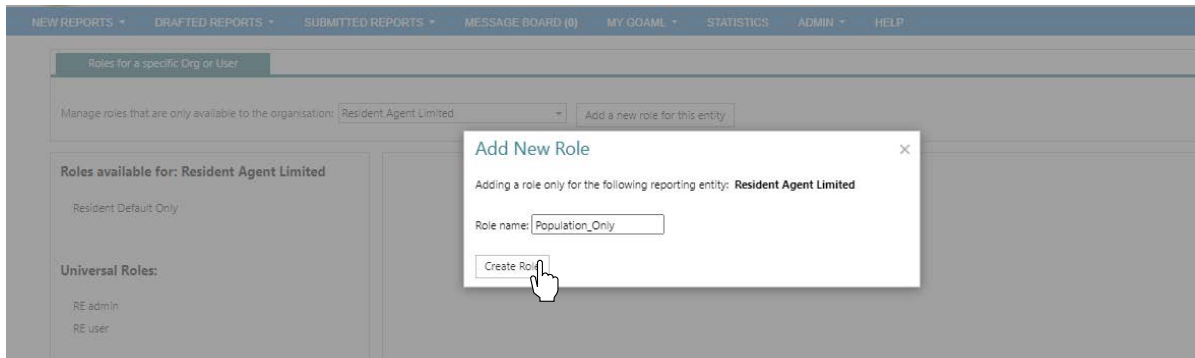 NEW REPORTS DRAFTED REPORTS SUBMITTED REPORTS MESSAGE BOARD (0) MY GOAML STATISTICS ADMIN HELP
Roles for a specific Org or User
Manage roles that are only available to the organisation: Resident Agent Limited Add a new role for this entity
Add New Role ×
Adding a role only for the following reporting entity: Resident Agent Limited
Role name: Population_Only
Create Role
Roles available for: Resident Agent Limited
Resident Default Only
Universal Roles:
RE admin
RE user